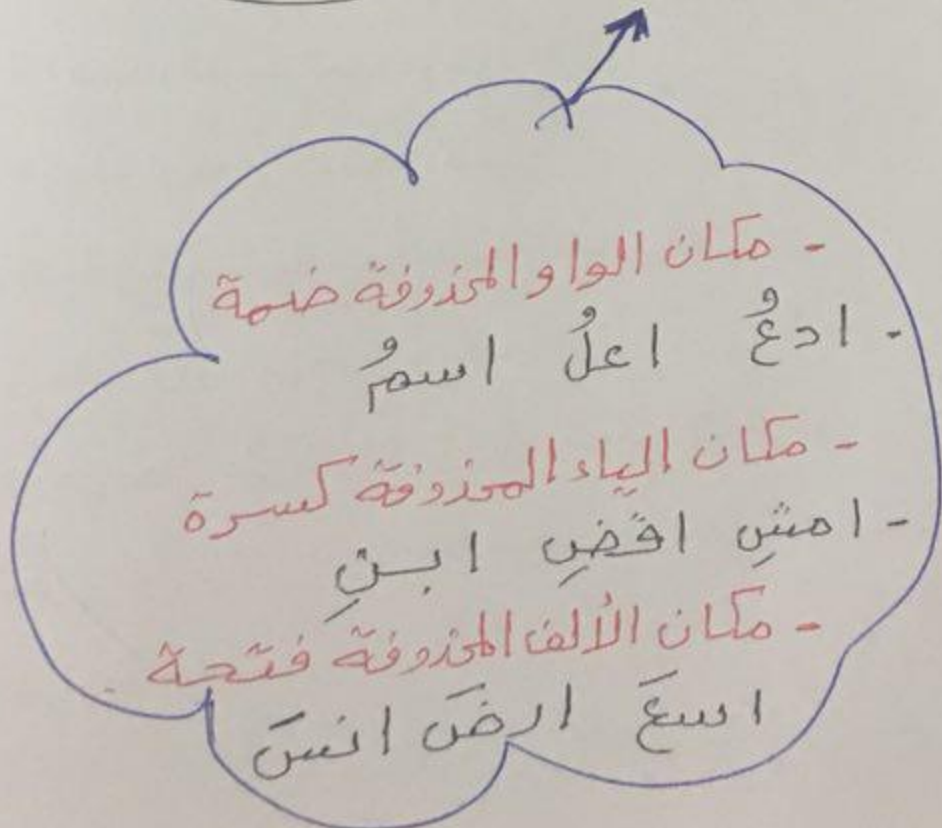 - مكان الواو المحذوفة ضمة
- ادعُ اعلُ اسمُ
- مكان الياء المحذوفة كسرة
- امشِ اقضِ ابنِ
- مكان الألف المحذوفة فتحة
اسعَ ارضَ انسَ